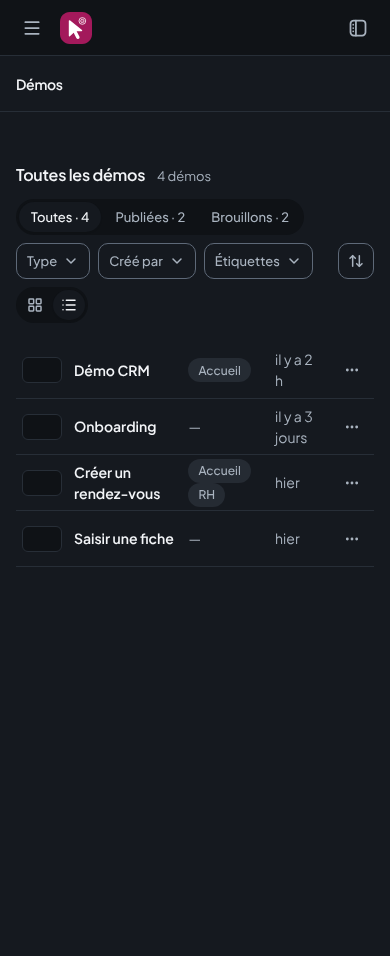 Démos
Toutes les démos 4 démos
Toutes · 4 Publiées · 2 Brouillons · 2
Type Créé par Étiquettes
Démo CRM Accueil il y a 2
h
Onboarding — il y a 3
jours
Créer un Accueil hier
rendez-vous RH
Saisir une fiche — hier